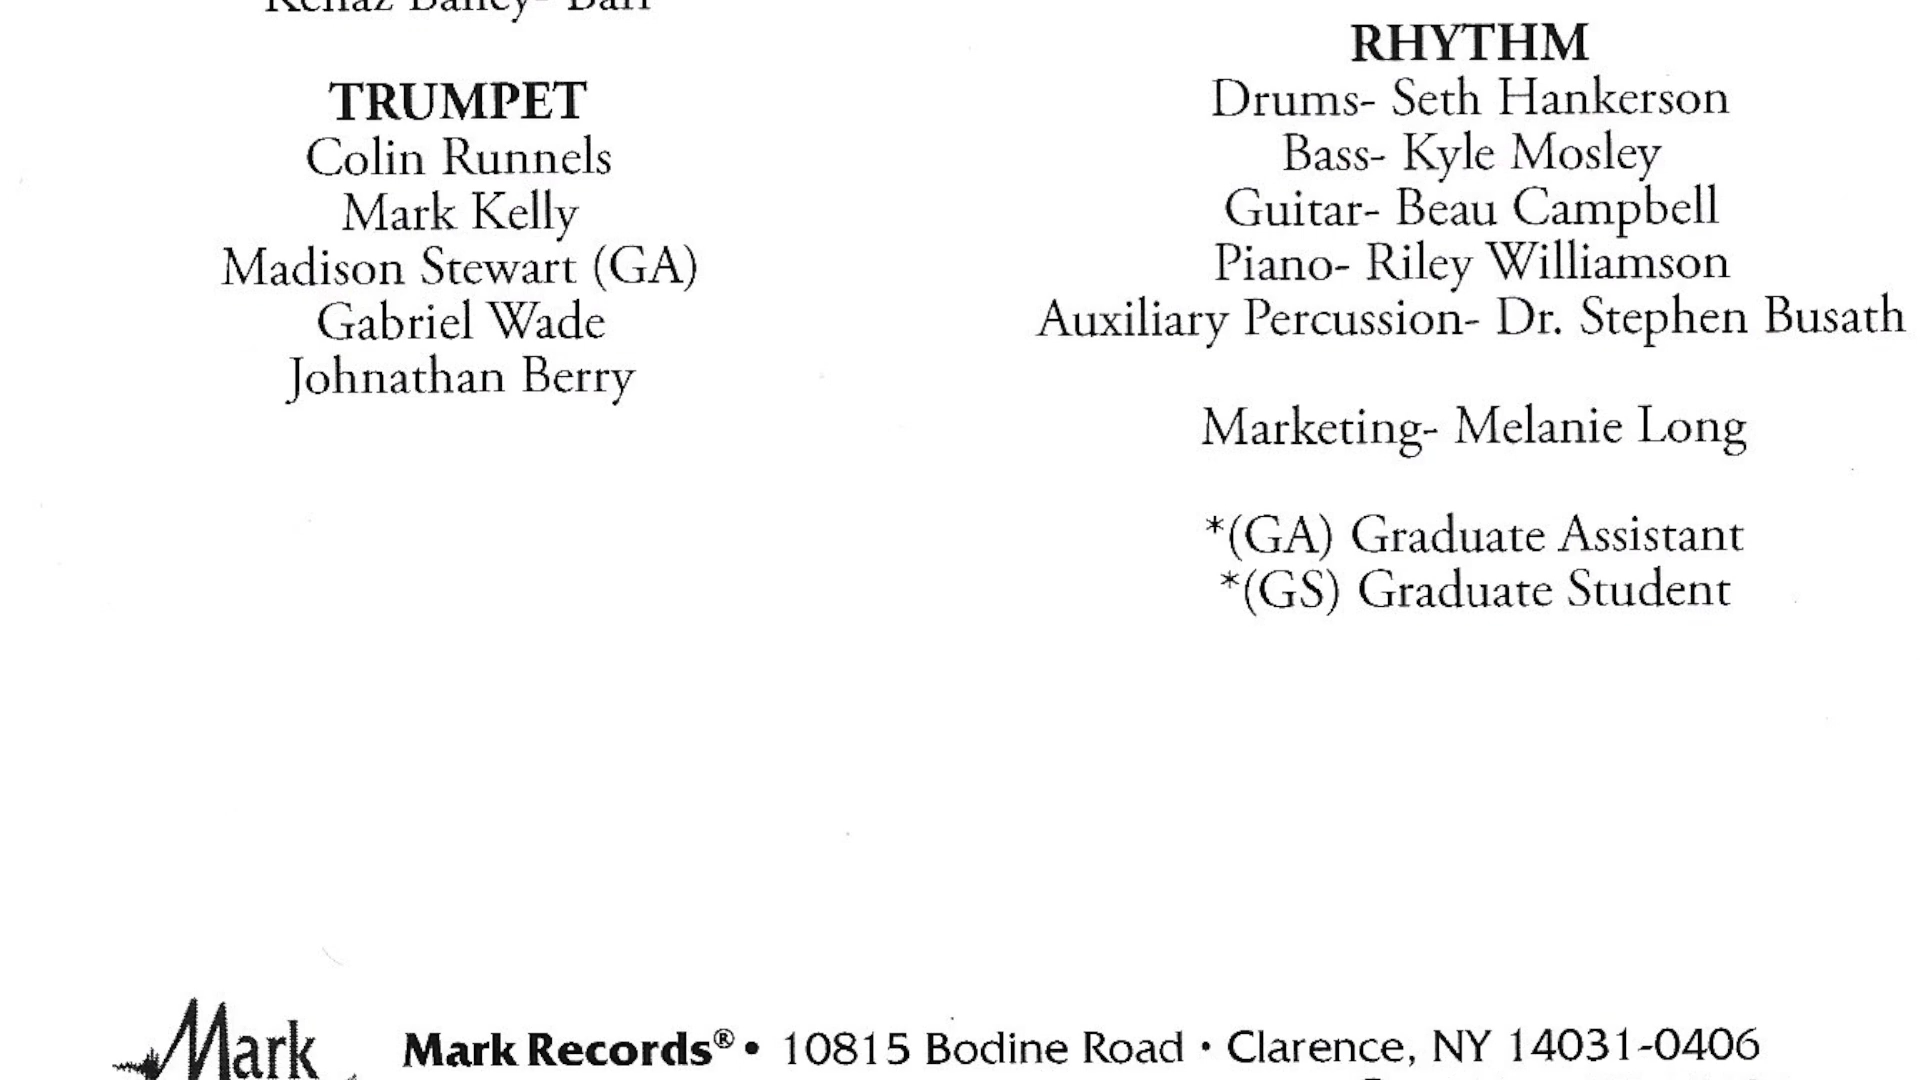 TRUMPET
Colin Runnels
Mark Kelly
Madison Stewart (GA)
Gabriel Wade
Johnathan Berry
RHYTHM
Drums- Seth Hankerson
Bass- Kyle Mosley
Guitar- Beau Campbell
Piano- Riley Williamson
Auxiliary Percussion- Dr. Stephen Busath
Marketing- Melanie Long
*(GA) Graduate Assistant
*(GS) Graduate Student
Mark
Mark Records® • 10815 Bodine Road • Clarence, NY 14031-0406